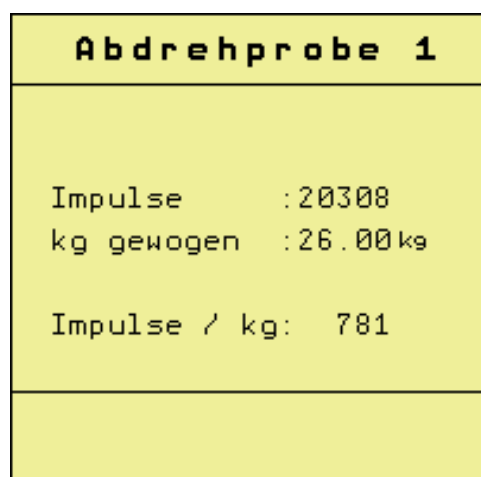 Abdrehprobe 1
Impulse :20308
kg gewogen :26.00kg
Impulse / kg: 781